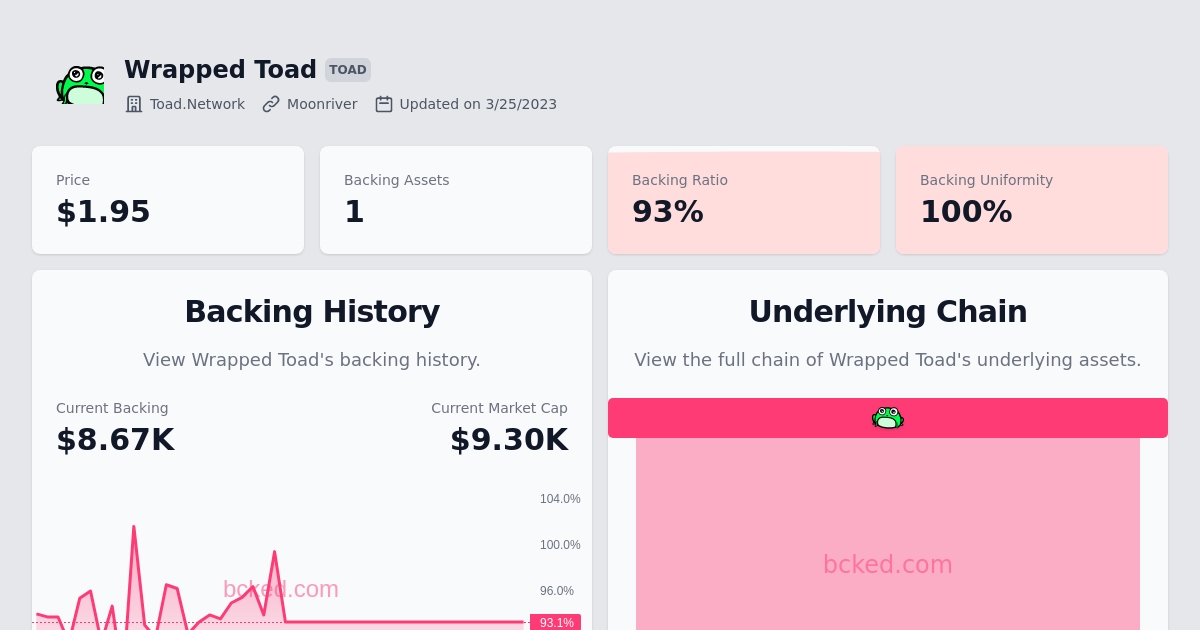 Wrapped Toad TOAD
Toad.Network Moonriver Updated on 3/25/2023
Price
$1.95
Backing Assets
1
Backing Ratio
93%
Backing Uniformity
100%
Backing History
View Wrapped Toad's backing history.
Current Backing
$8.67K
Current Market Cap
$9.30K
104.0%
100.0%
96.0%
93.1%
bcked.com
Underlying Chain
View the full chain of Wrapped Toad's underlying assets.
bcked.com